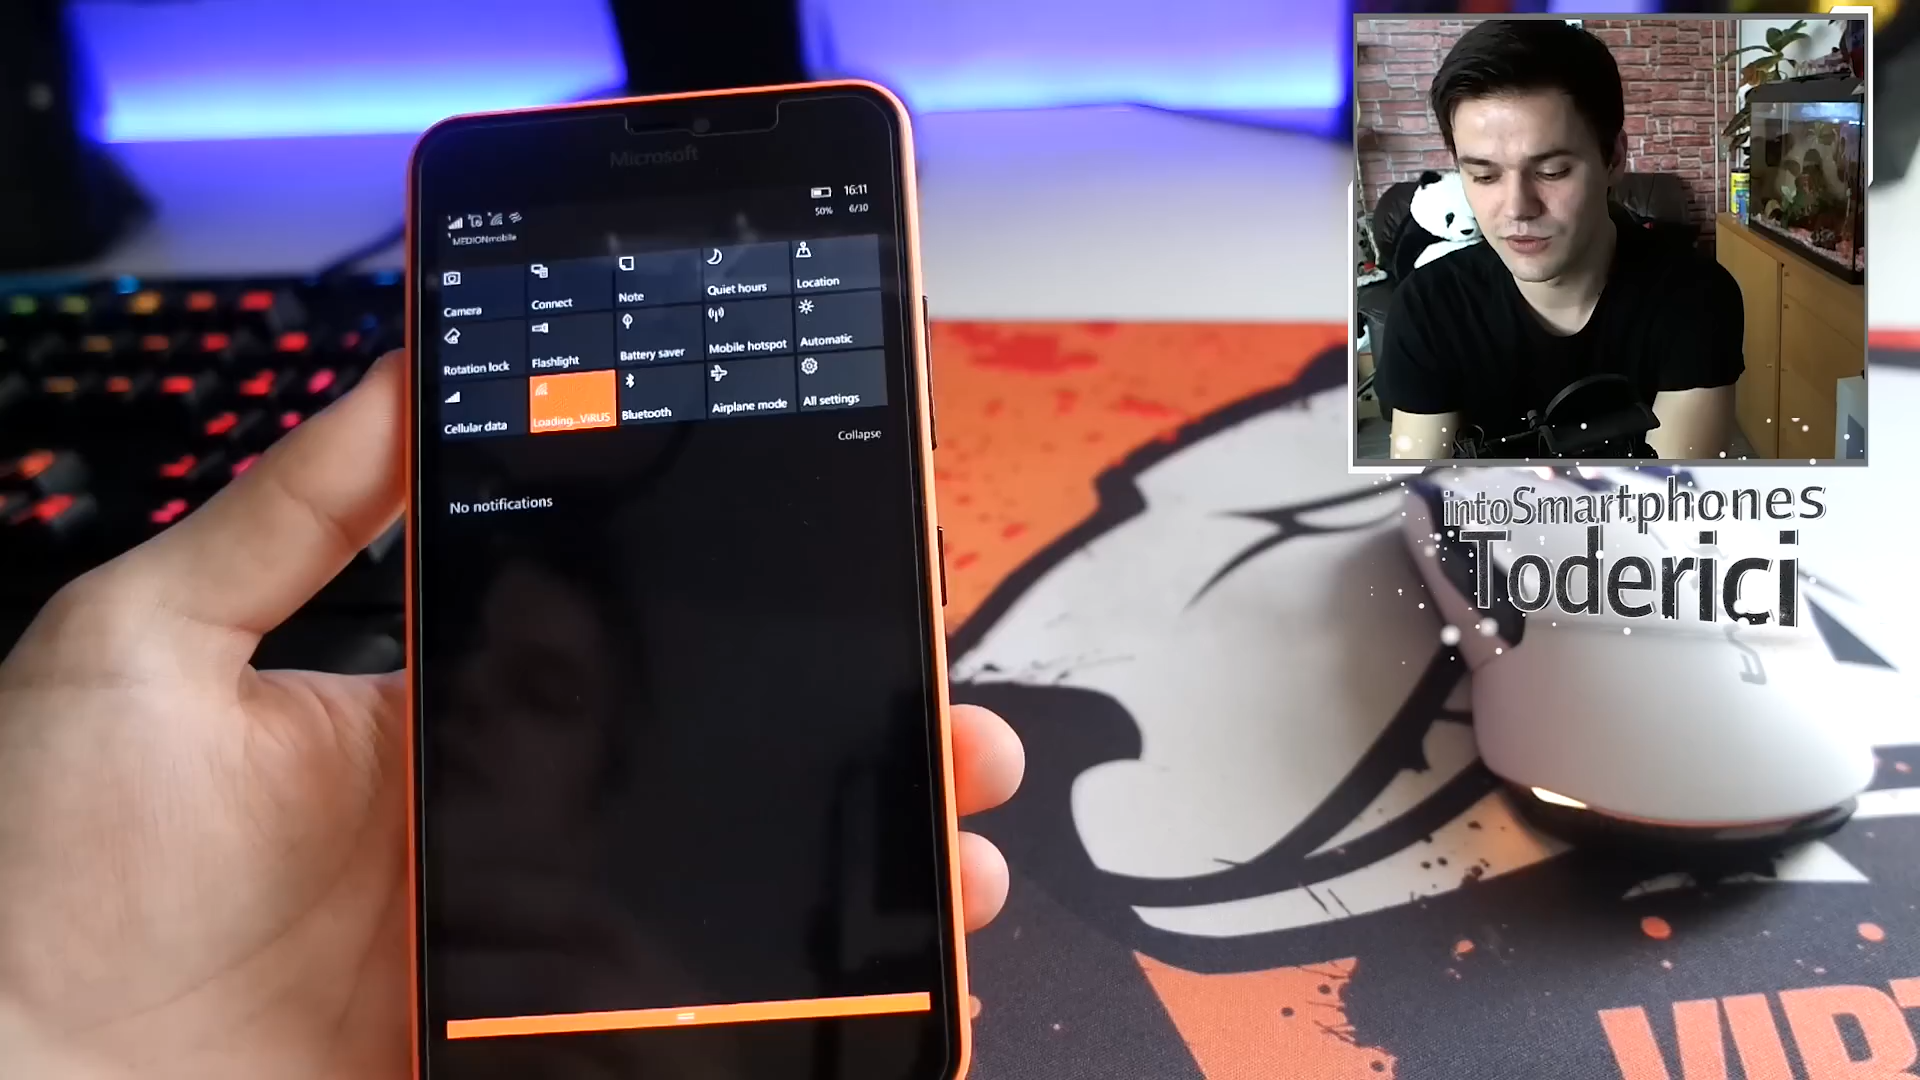 Microsoft
16:11
50% 6/30
MEDIONmobile
Camera
Connect
Note
Quiet hours
Location
Rotation lock
Flashlight
Battery saver
Mobile hotspot
Automatic
Cellular data
Loading...ViRUS
Bluetooth
Airplane mode
All settings
Collapse
No notifications
intoSmartphones
Toderici